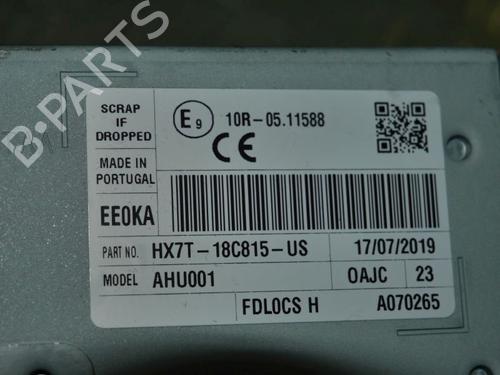 B-PARTS
SCRAP
IF
DROPPED
E9
10R-05.11588
CE
MADE IN
PORTUGAL
EE0KA
PART NO. HX7T-18C815-US 17/07/2019
MODEL AHU001 0AJC 23
FDL0CS H A070265